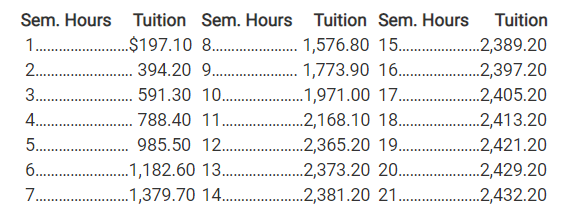 Sem. Hours Tuition Sem. Hours Tuition Sem. Hours Tuition
1......................$197.10 8..................... 1,576.80 15....................2,389.20
2....................... 394.20 9..................... 1,773.90 16....................2,397.20
3....................... 591.30 10....................1,971.00 17....................2,405.20
4....................... 788.40 11....................2,168.10 18....................2,413.20
5....................... 985.50 12....................2,365.20 19....................2,421.20
6......................1,182.60 13....................2,373.20 20....................2,429.20
7......................1,379.70 14....................2,381.20 21....................2,432.20